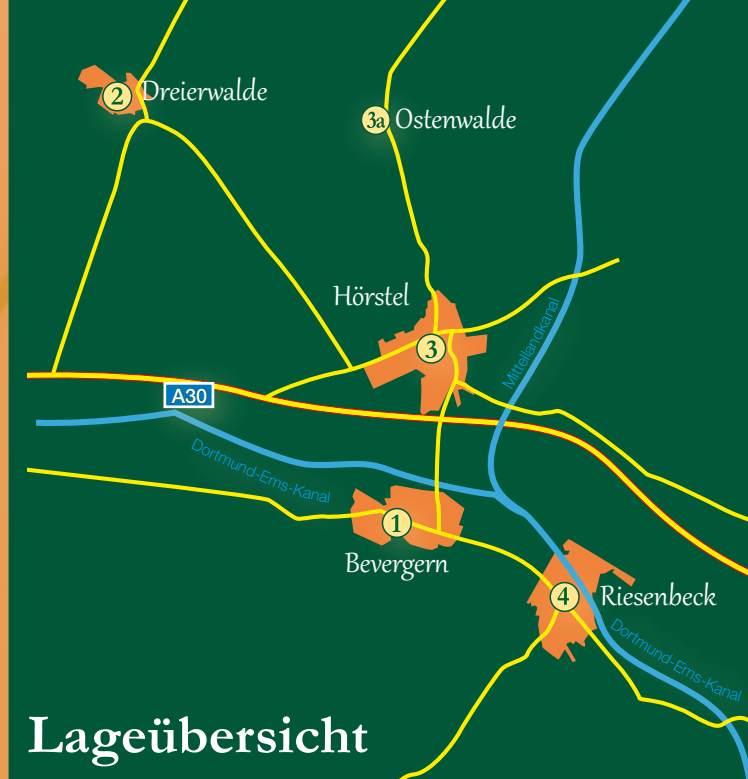 2 Dreierwalde
3a Ostenwalde
Hörstel
3
Mittellandkanal
A30
Dortmund-Ems-Kanal
1
Bevergern
4 Riesenbeck
Dortmund-Ems-Kanal
Lageübersicht